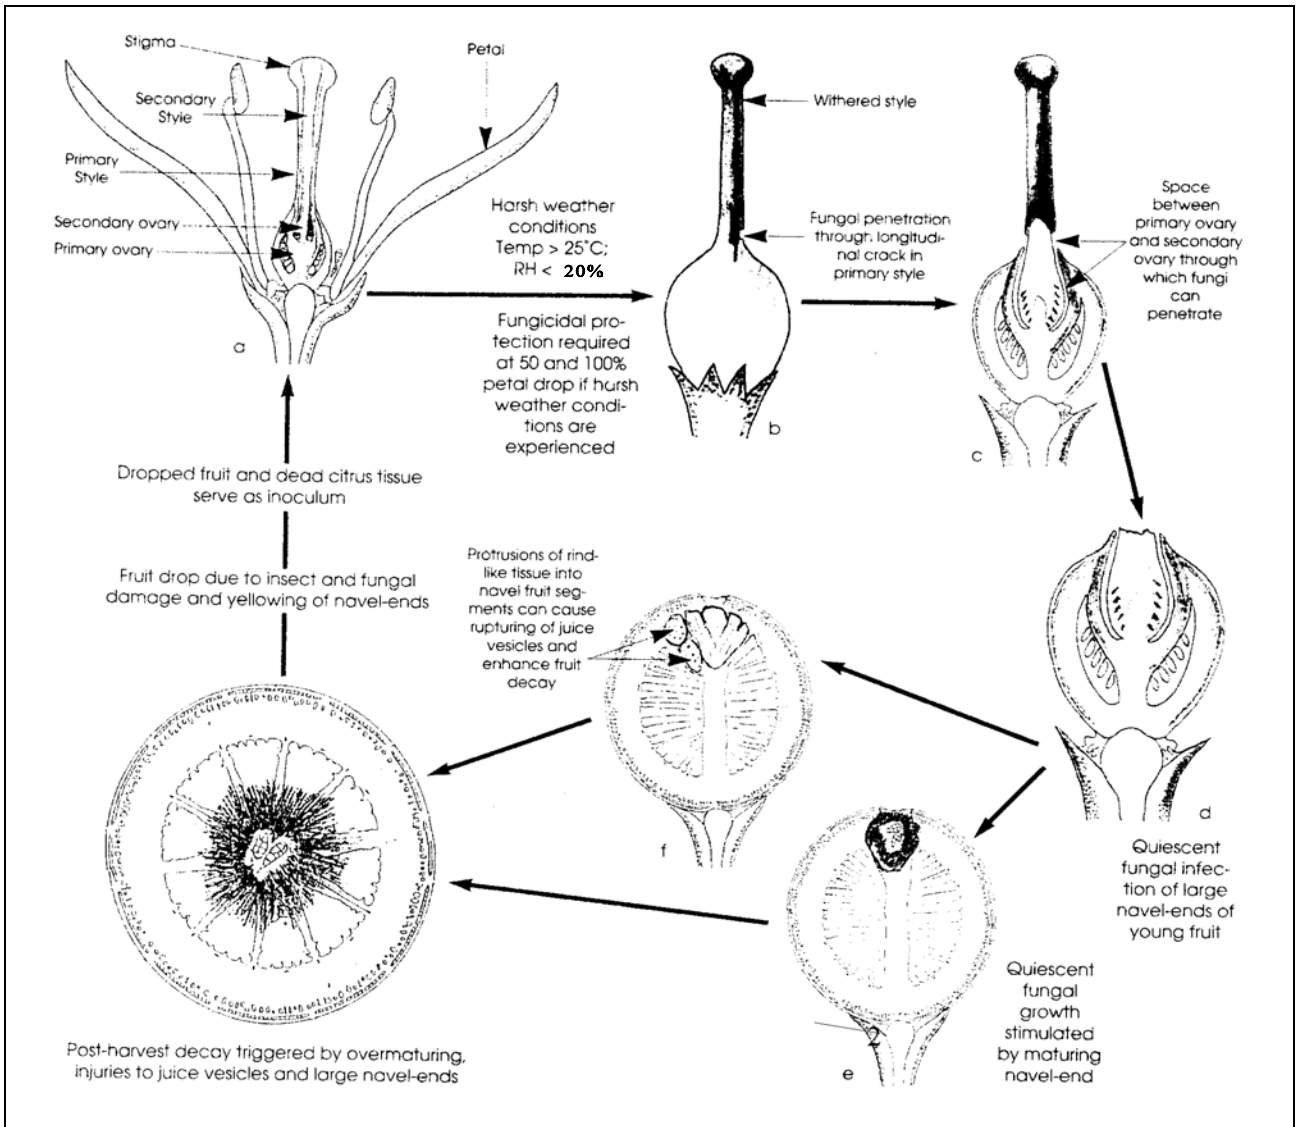 Stigma
Petal
Secondary
Style
Primary
Style
Secondary ovary
Primary ovary
a
Harsh weather
conditions
Temp > 25°C;
RH < 20%
Fungicidal pro-
tection required
at 50 and 100%
petal drop if harsh
weather condi-
tions are
experienced
Withered style
Fungal penetration
through longitudi-
nal crack in
primary style
b
Space
between
primary ovary
and secondary
ovary through
which fungi
can
penetrate
c
d
Quiescent
fungal infec-
tion of large
navel-ends of
young fruit
Protrusions of rind-
like tissue into
navel fruit seg-
ments can cause
rupturing of juice
vesicles and
enhance fruit
decay
f
2
e
Quiescent
fungal
growth
stimulated
by maturing
navel-end
Post-harvest decay triggered by overmaturing,
injuries to juice vesicles and large navel-ends
Fruit drop due to insect and fungal
damage and yellowing of navel-ends
Dropped fruit and dead citrus tissue
serve as inoculum